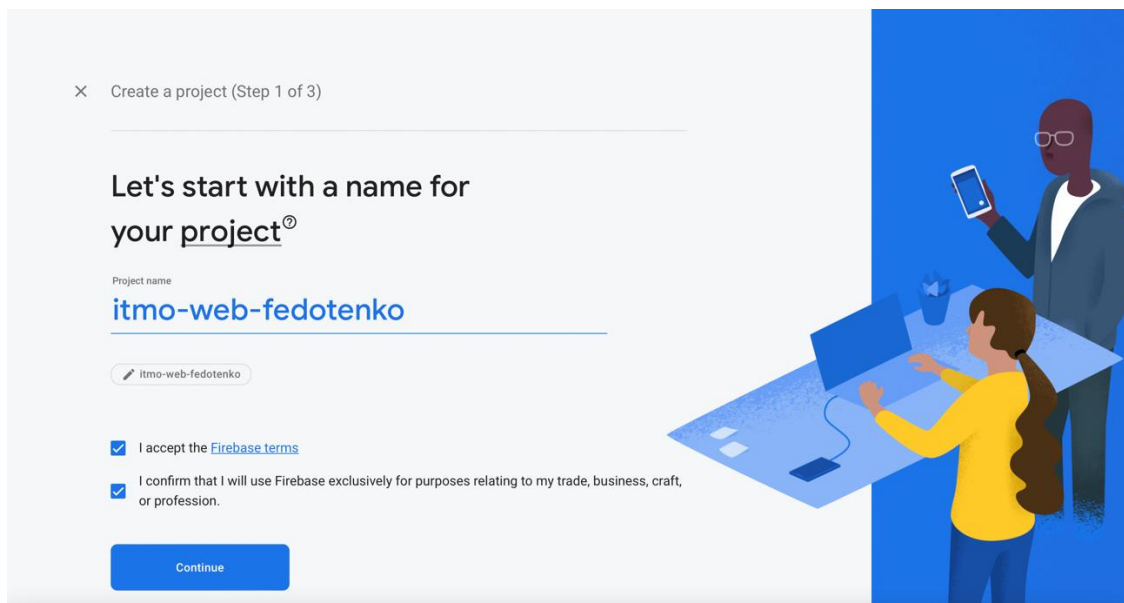 Create a project (Step 1 of 3)
Let's start with a name for
your project
Project name
itmo-web-fedotenko
itmo-web-fedotenko
I accept the Firebase terms
I confirm that I will use Firebase exclusively for purposes relating to my trade, business, craft,
or profession.
Continue